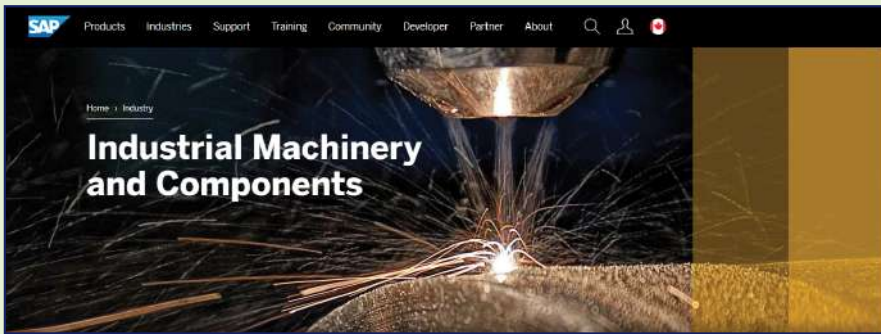 SAP
Products Industries Support Training Community Developer Partner About
Home › Industry
Industrial Machinery
and Components